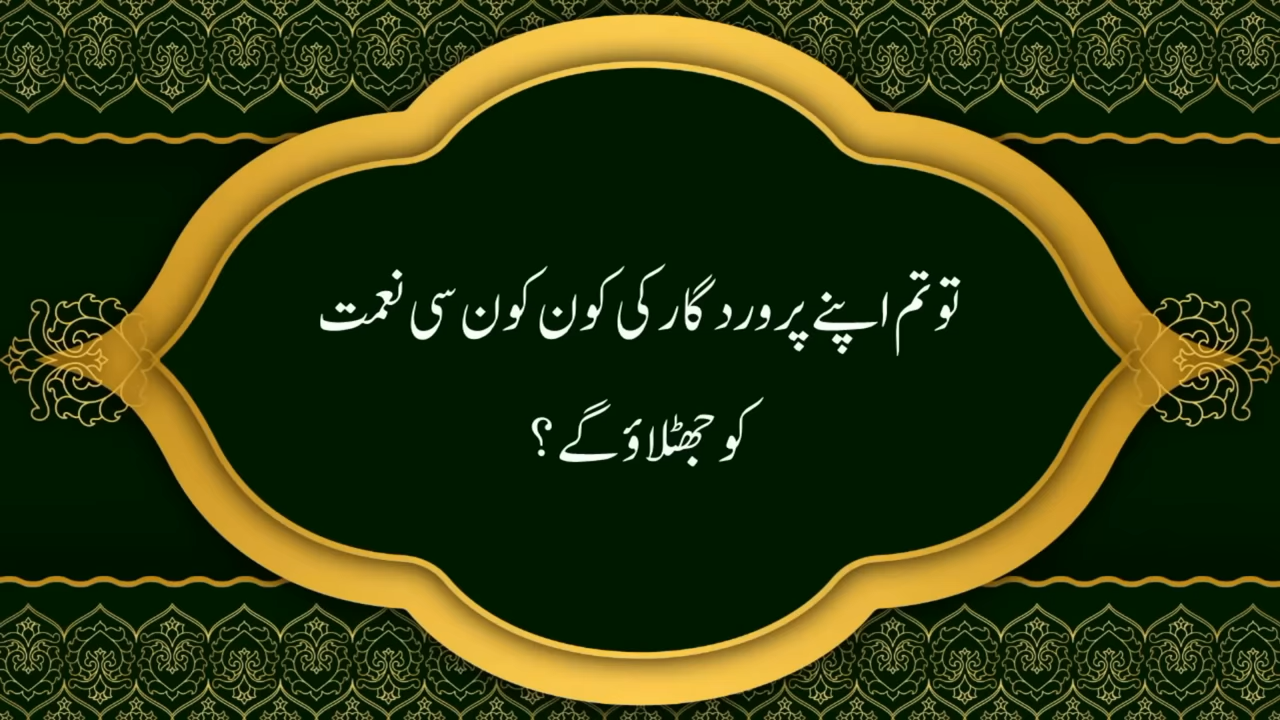 تو تم اپنے پروردگار کی کون کون سی نعمت
کو جھٹلاؤ گے ؟